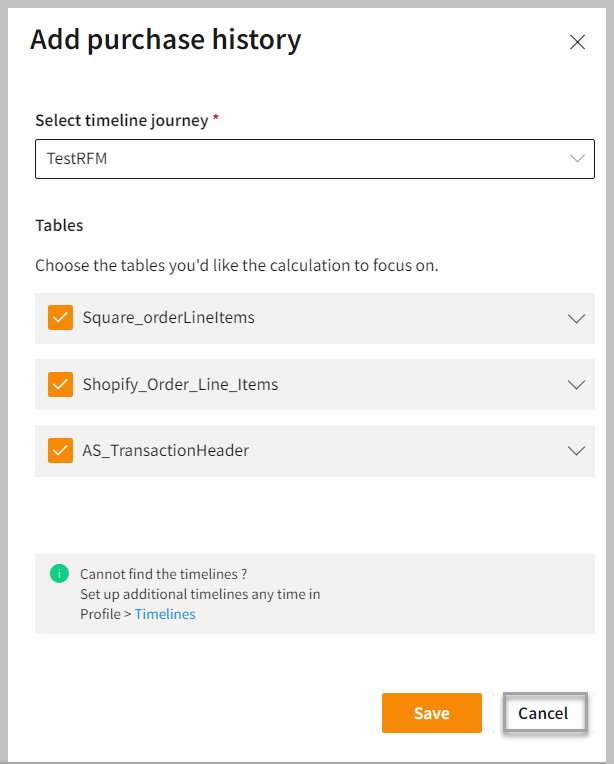 Add purchase history
Select timeline journey *
TestRFM
Tables
Choose the tables you'd like the calculation to focus on.
Square_orderLineItems
Shopify_Order_Line_Items
AS_TransactionHeader
Cannot find the timelines ?
Set up additional timelines any time in
Profile > Timelines
Save
Cancel